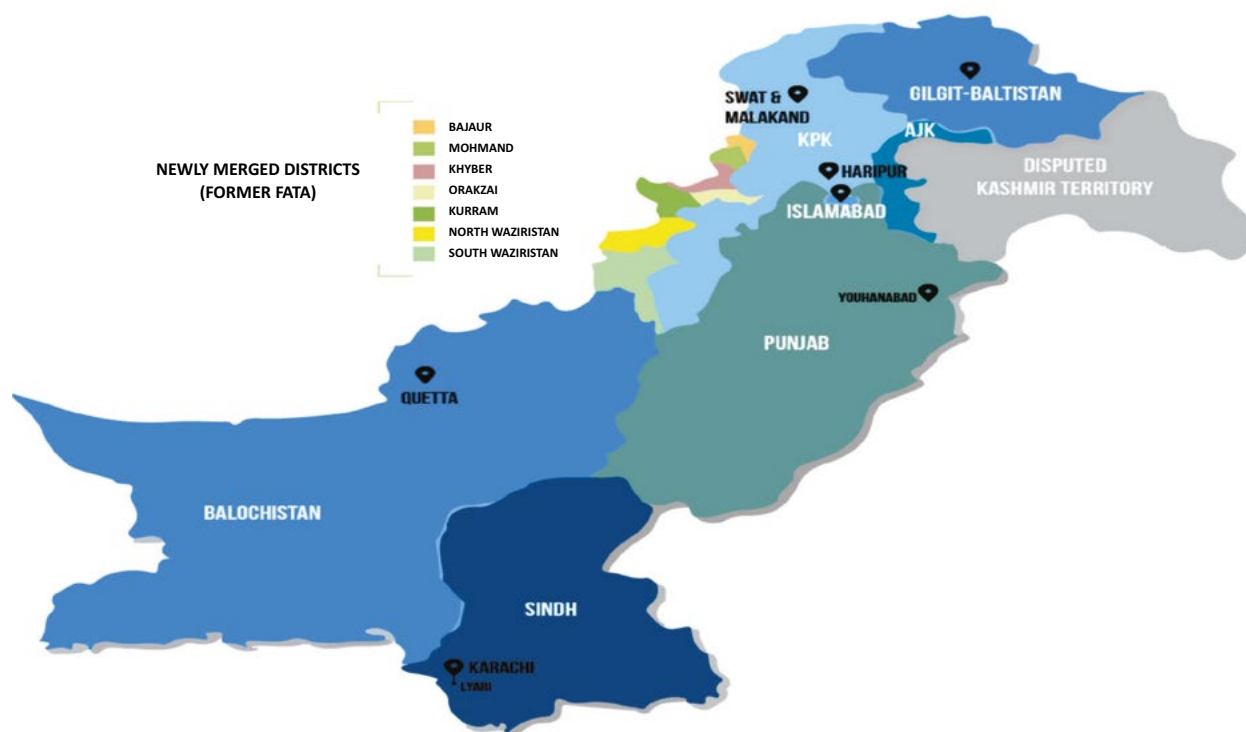 NEWLY MERGED DISTRICTS
(FORMER FATA)
BAJAUR
MOHMAND
KHYBER
ORAKZAI
KURRAM
NORTH WAZIRISTAN
SOUTH WAZIRISTAN
SWAT &
MALAKAND
KPK
GILGIT-BALTISTAN
AJK
DISPUTED
KASHMIR TERRITORY
HARIPUR
ISLAMABAD
YOUHANABAD
PUNJAB
QUETTA
BALOCHISTAN
SINDH
KARACHI
LYARI